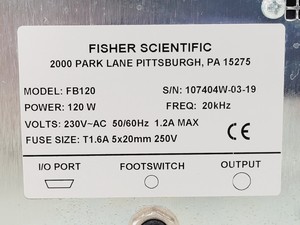 FISHER SCIENTIFIC
2000 PARK LANE PITTSBURGH, PA 15275
MODEL: FB120 S/N: 107404W-03-19
POWER: 120 W FREQ: 20kHz
VOLTS: 230V~AC 50/60Hz 1.2A MAX
FUSE SIZE: T1.6A 5x20mm 250V CE
I/O PORT FOOTSWITCH OUTPUT